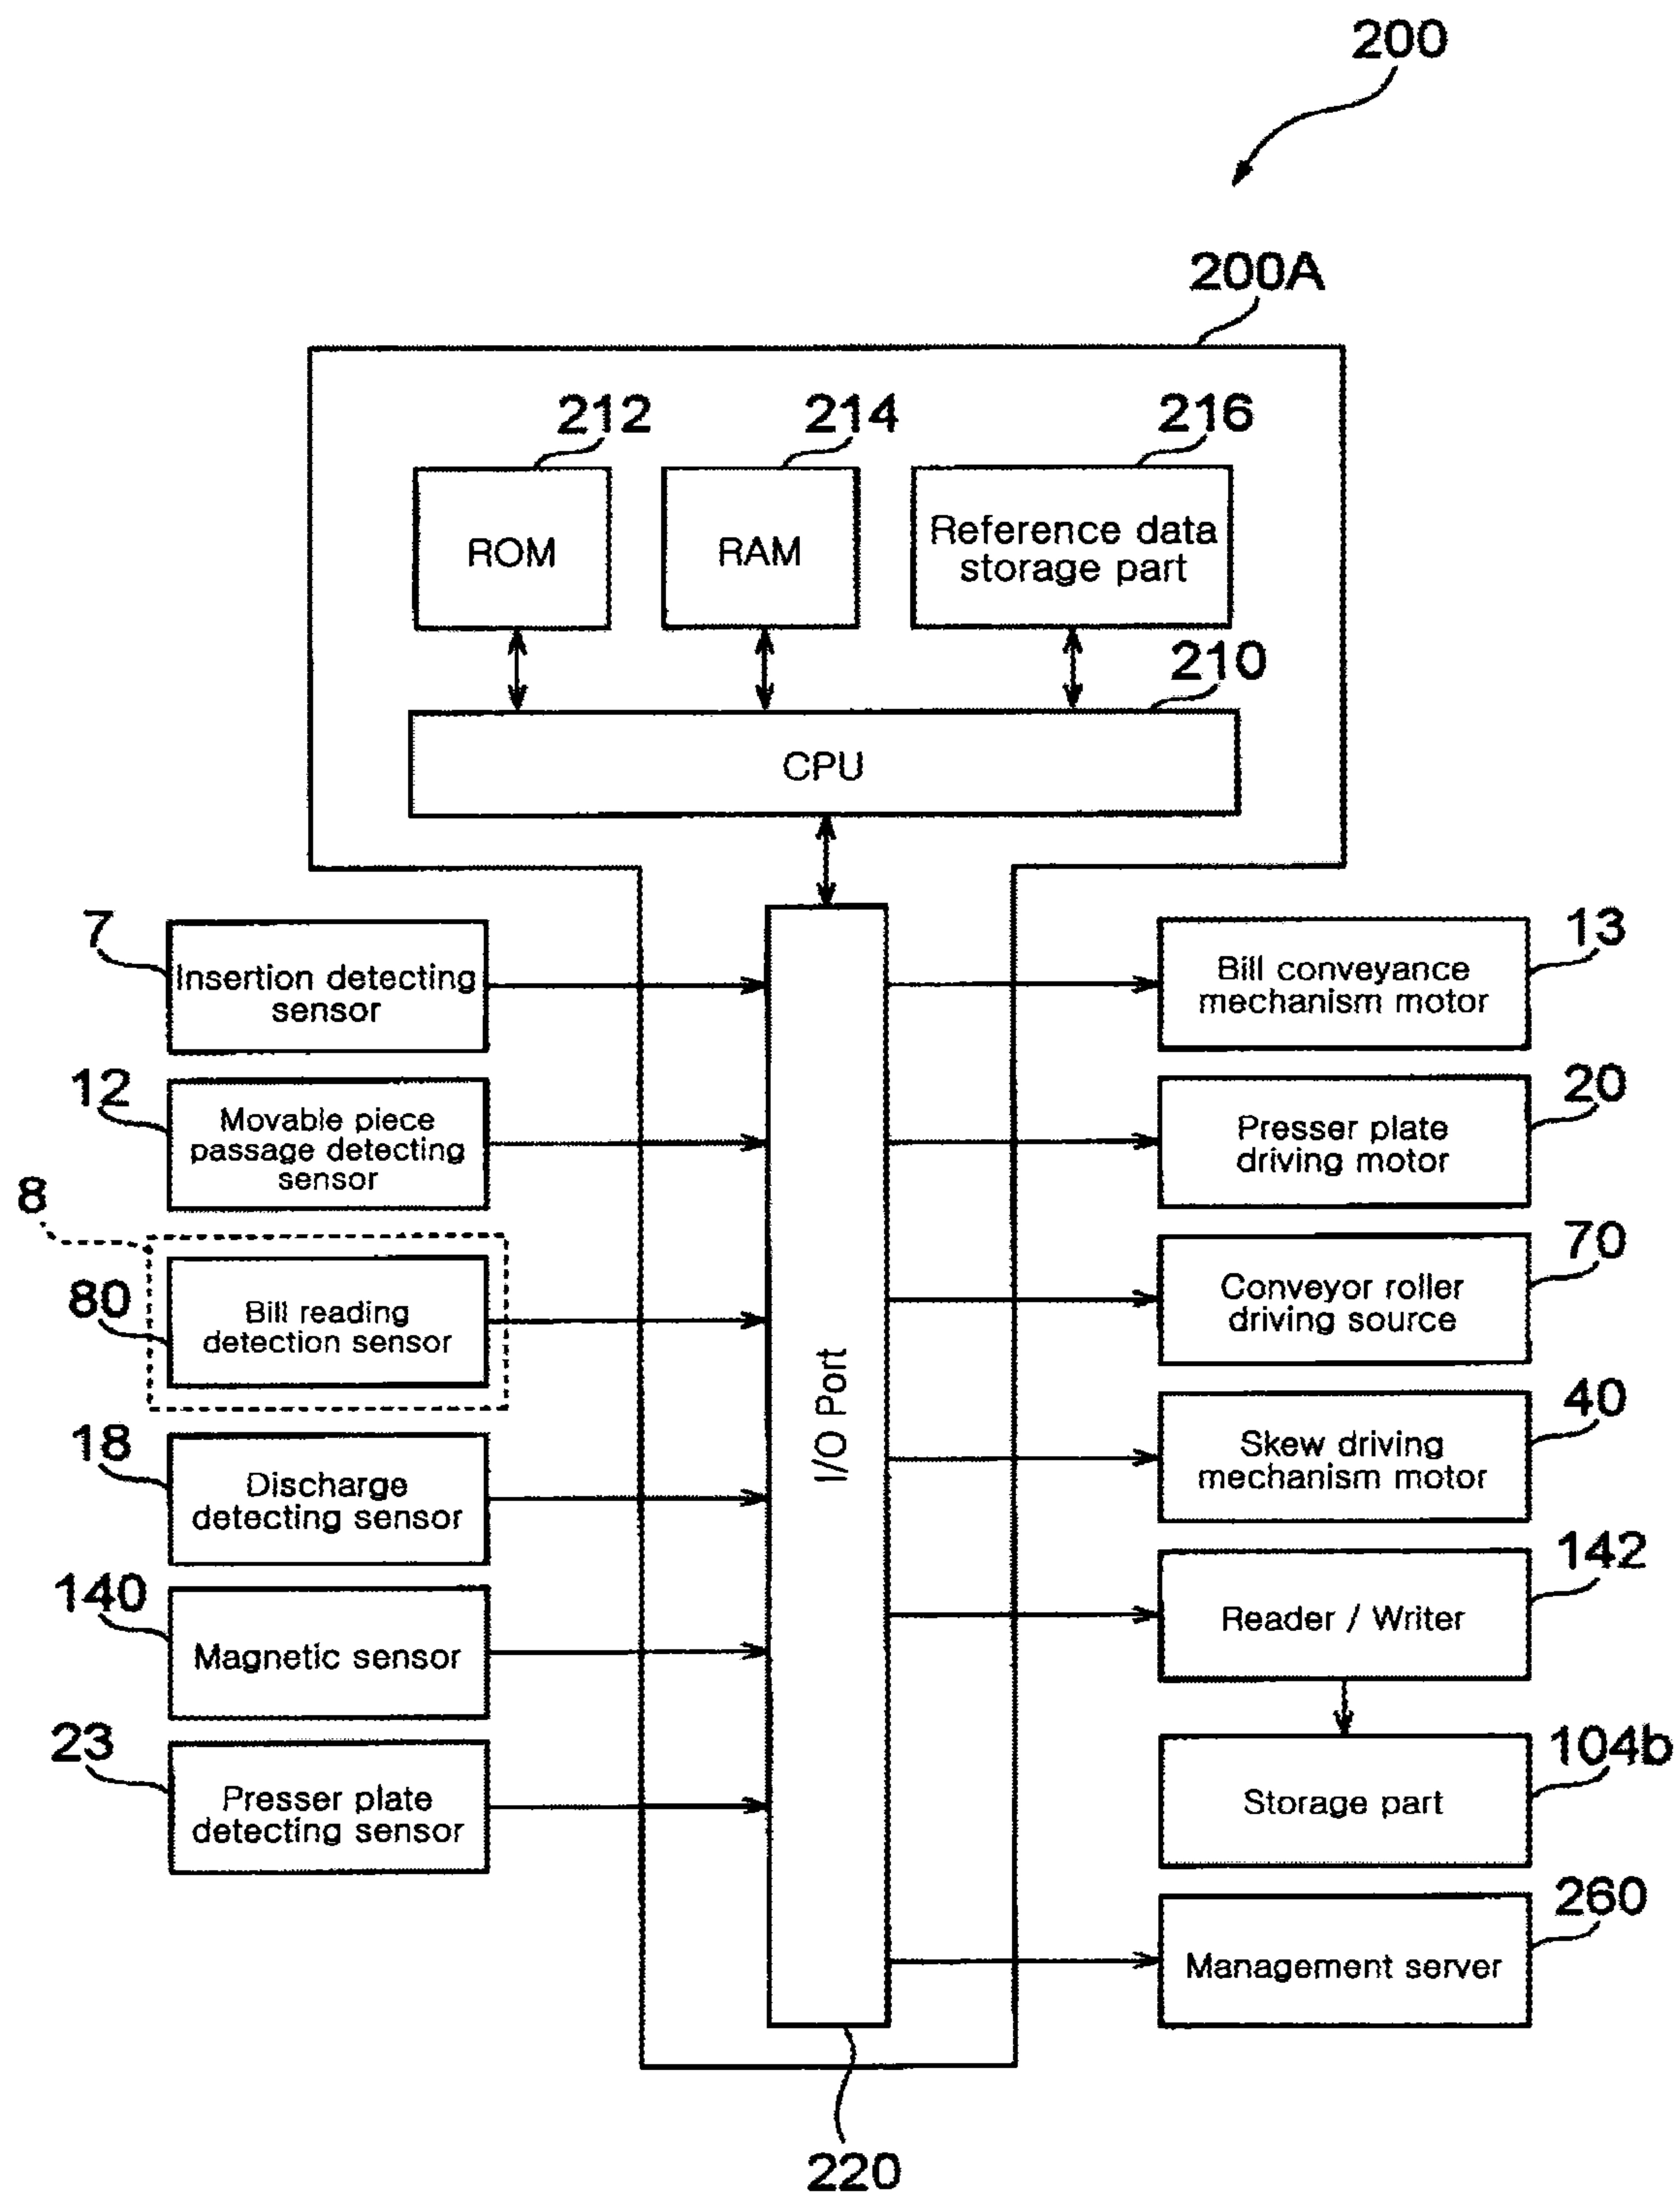 200
200A
212
214
216
ROM
RAM
Reference data
storage part
210
CPU
7
Insertion detecting
sensor
13
Bill conveyance
mechanism motor
12
Movable piece
passage detecting
sensor
20
Presser plate
driving motor
8
80
Bill reading
detection sensor
70
Conveyor roller
driving source
I/O Port
18
Discharge
detecting sensor
40
Skew driving
mechanism motor
140
Magnetic sensor
142
Reader / Writer
23
Presser plate
detecting sensor
104b
Storage part
260
Management server
220